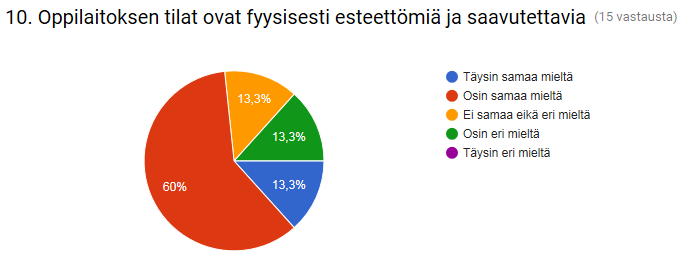 10. Oppilaitoksen tilat ovat fyysisesti esteettömiä ja saavutettavia (15 vastausta)
Täysin samaa mieltä
Osin samaa mieltä
Ei samaa eikä eri mieltä
Osin eri mieltä
Täysin eri mieltä
13,3%
13,3%
13,3%
60%